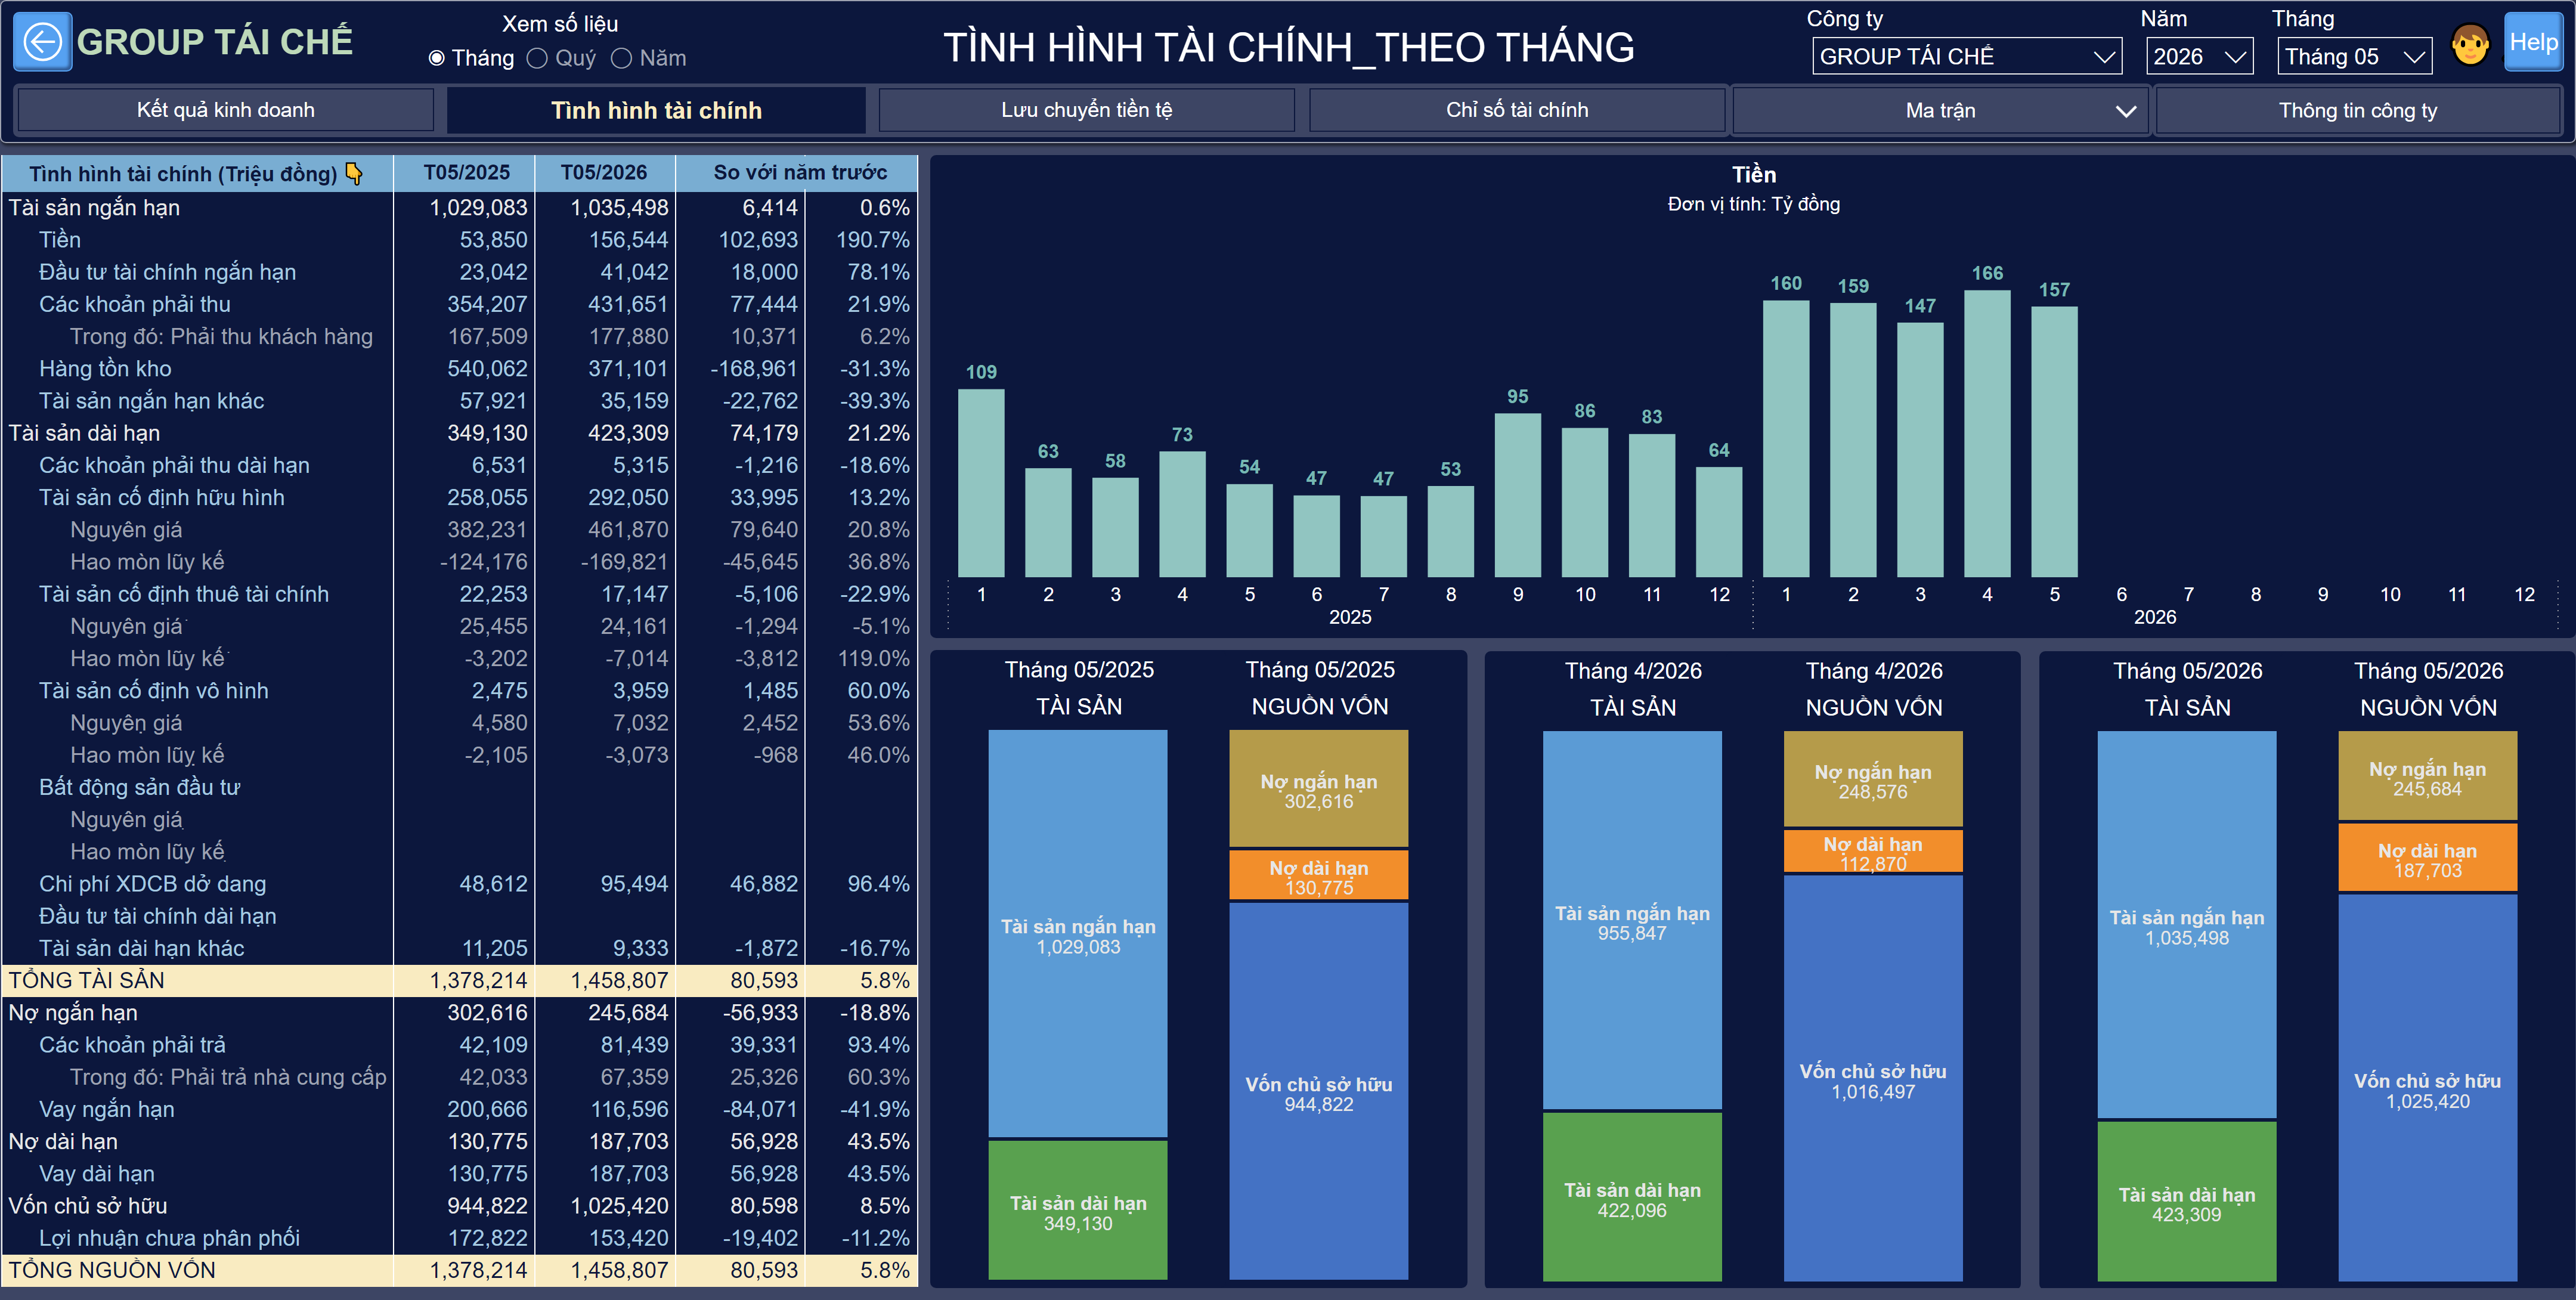 GROUP TÁI CHẾ
Xem số liệu
Tháng Quý Năm
TÌNH HÌNH TÀI CHÍNH_THEO THÁNG
Công ty Năm Tháng
GROUP TÁI CHẾ 2026 Tháng 05
Help
Kết quả kinh doanh
Tình hình tài chính
Lưu chuyển tiền tệ
Chỉ số tài chính
Ma trận
Thông tin công ty
Tình hình tài chính (Triệu đồng) T05/2025 T05/2026 So với năm trước
Tài sản ngắn hạn 1,029,083 1,035,498 6,414 0.6%
Tiền 53,850 156,544 102,693 190.7%
Đầu tư tài chính ngắn hạn 23,042 41,042 18,000 78.1%
Các khoản phải thu 354,207 431,651 77,444 21.9%
Trong đó: Phải thu khách hàng 167,509 177,880 10,371 6.2%
Hàng tồn kho 540,062 371,101 -168,961 -31.3%
Tài sản ngắn hạn khác 57,921 35,159 -22,762 -39.3%
Tài sản dài hạn 349,130 423,309 74,179 21.2%
Các khoản phải thu dài hạn 6,531 5,315 -1,216 -18.6%
Tài sản cố định hữu hình 258,055 292,050 33,995 13.2%
Nguyên giá 382,231 461,870 79,640 20.8%
Hao mòn lũy kế -124,176 -169,821 -45,645 36.8%
Tài sản cố định thuê tài chính 22,253 17,147 -5,106 -22.9%
Nguyên giá 25,455 24,161 -1,294 -5.1%
Hao mòn lũy kế -3,202 -7,014 -3,812 119.0%
Tài sản cố định vô hình 2,475 3,959 1,485 60.0%
Nguyên giá 4,580 7,032 2,452 53.6%
Hao mòn lũy kế -2,105 -3,073 -968 46.0%
Bất động sản đầu tư
Nguyên giá
Hao mòn lũy kế
Chi phí XDCB dở dang 48,612 95,494 46,882 96.4%
Đầu tư tài chính dài hạn
Tài sản dài hạn khác 11,205 9,333 -1,872 -16.7%
TỔNG TÀI SẢN 1,378,214 1,458,807 80,593 5.8%
Nợ ngắn hạn 302,616 245,684 -56,933 -18.8%
Các khoản phải trả 42,109 81,439 39,331 93.4%
Trong đó: Phải trả nhà cung cấp 42,033 67,359 25,326 60.3%
Vay ngắn hạn 200,666 116,596 -84,071 -41.9%
Nợ dài hạn 130,775 187,703 56,928 43.5%
Vay dài hạn 130,775 187,703 56,928 43.5%
Vốn chủ sở hữu 944,822 1,025,420 80,598 8.5%
Lợi nhuận chưa phân phối 172,822 153,420 -19,402 -11.2%
TỔNG NGUỒN VỐN 1,378,214 1,458,807 80,593 5.8%
Tiền
Đơn vị tính: Tỷ đồng
109 63 58 73 54 47 47 53 95 86 83 64 160 159 147 166 157
1 2 3 4 5 6 7 8 9 10 11 12 1 2 3 4 5 6 7 8 9 10 11 12
2025 2026
Tháng 05/2025 Tháng 05/2025
TÀI SẢN NGUỒN VỐN
Tài sản ngắn hạn
1,029,083
Tài sản dài hạn
349,130
Nợ ngắn hạn
302,616
Nợ dài hạn
130,775
Vốn chủ sở hữu
944,822
Tháng 4/2026 Tháng 4/2026
TÀI SẢN NGUỒN VỐN
Tài sản ngắn hạn
955,847
Tài sản dài hạn
422,096
Nợ ngắn hạn
248,576
Nợ dài hạn
112,870
Vốn chủ sở hữu
1,016,497
Tháng 05/2026 Tháng 05/2026
TÀI SẢN NGUỒN VỐN
Tài sản ngắn hạn
1,035,498
Tài sản dài hạn
423,309
Nợ ngắn hạn
245,684
Nợ dài hạn
187,703
Vốn chủ sở hữu
1,025,420